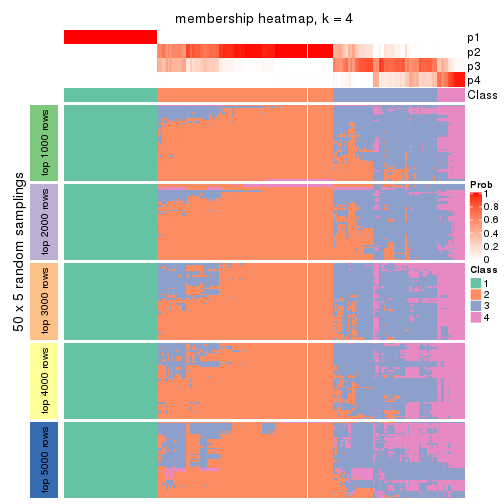 membership heatmap, k = 4
p1
p2
p3
p4
Class
50 x 5 random samplings
top 1000 rows
top 2000 rows
top 3000 rows
top 4000 rows
top 5000 rows
Prob
1
0.8
0.6
0.4
0.2
0
Class
1
2
3
4